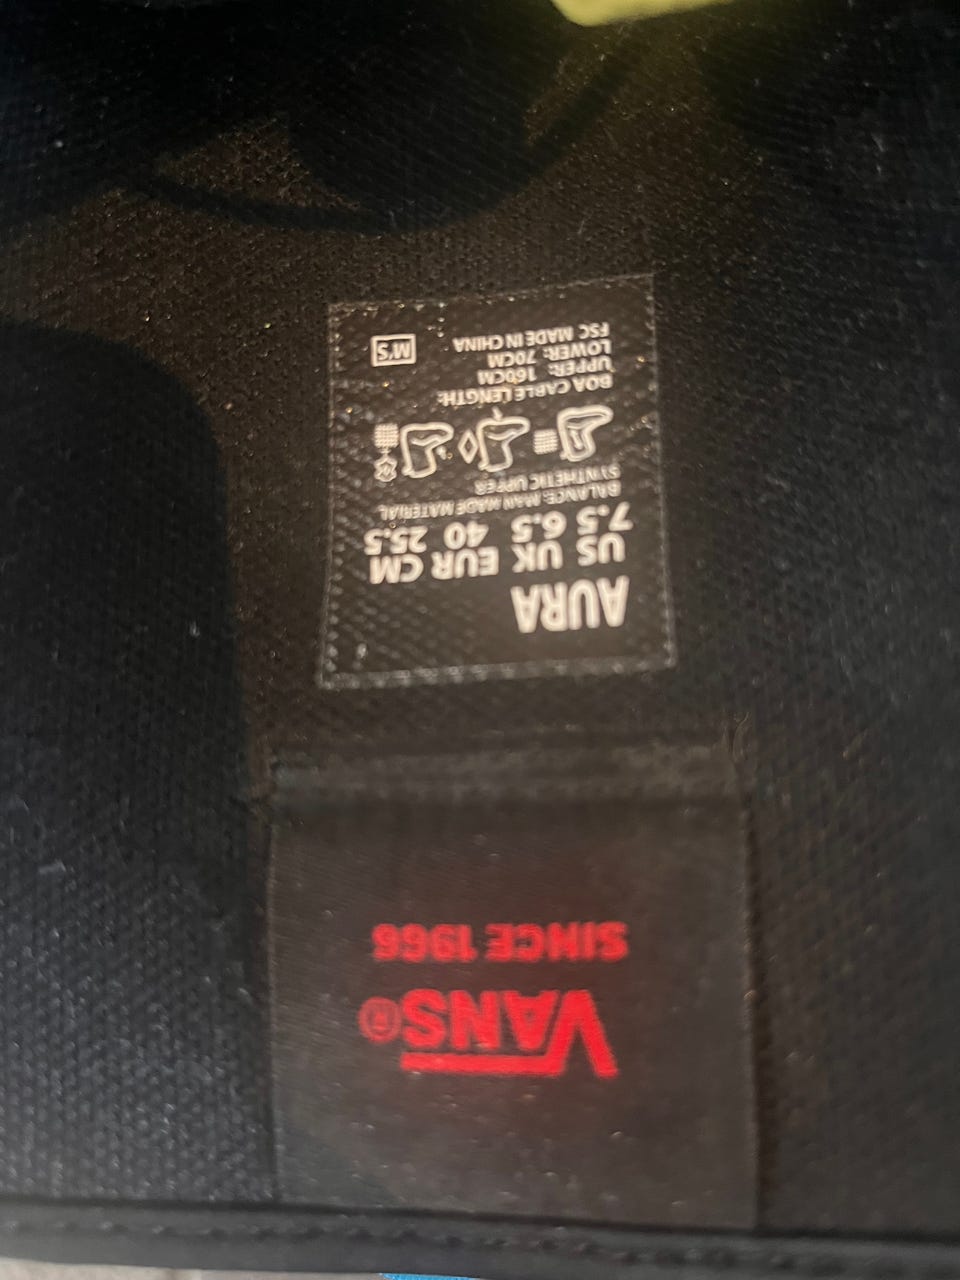 VANS®
SINCE 1966
AURA
US UK EUR CM
7.5 6.5 40 25.5
BALANCE: MAN MADE MATERIAL
SYNTHETIC UPPER
BOA CABLE LENGTH:
UPPER: 160CM
LOWER: 70CM
FSC MADE IN CHINA
M'S